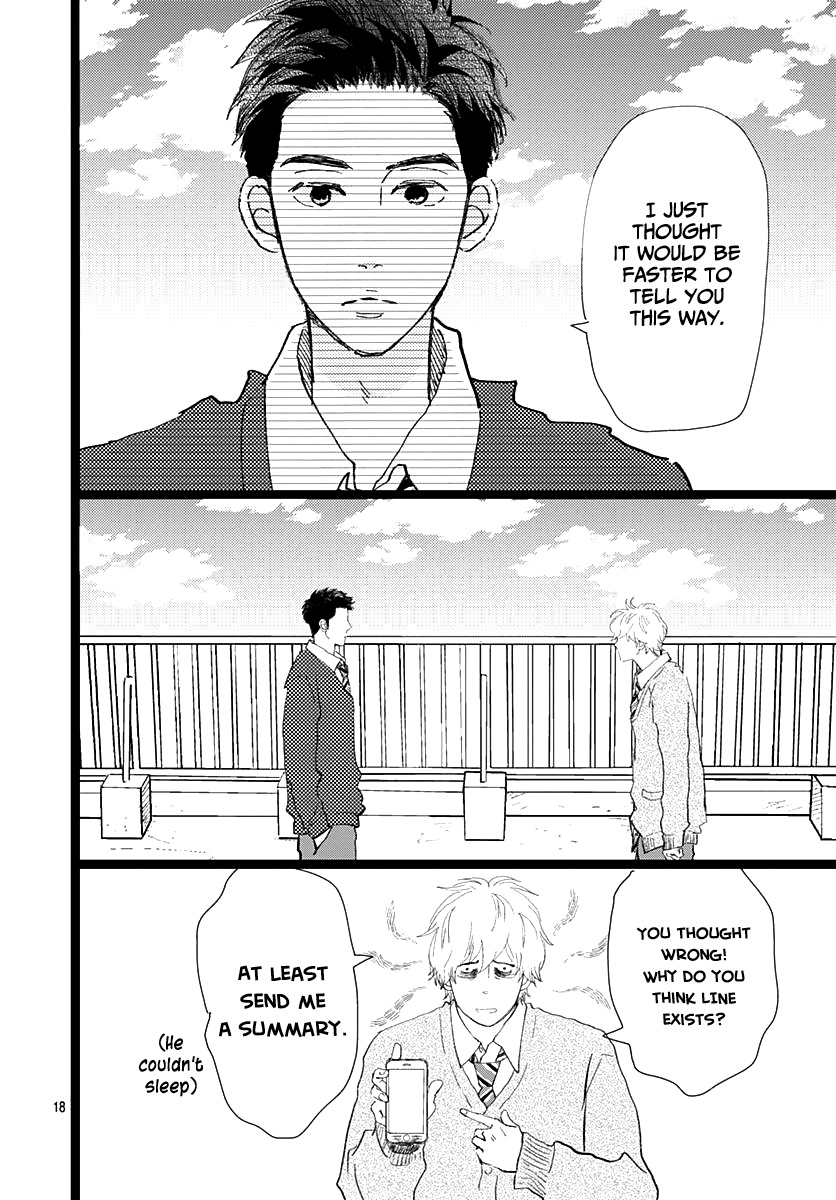 I JUST
THOUGHT
IT WOULD BE
FASTER TO
TELL YOU
THIS WAY.
YOU THOUGHT
WRONG!
WHY DO YOU
THINK LINE
EXISTS?
AT LEAST
SEND ME
A SUMMARY.
(He
couldn't
sleep)
18